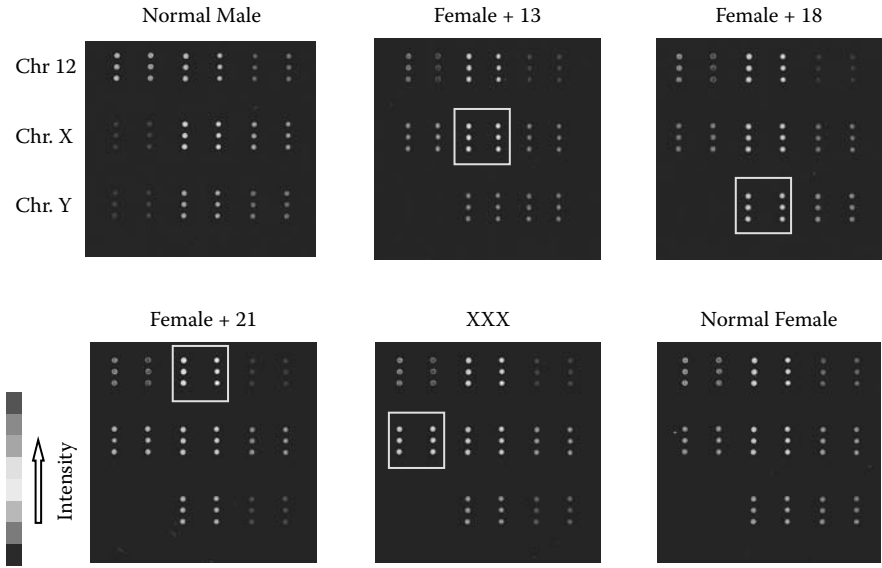 Normal Male
Female + 13
Female + 18
Chr 12
Chr. X
Chr. Y
Female + 21
XXX
Normal Female
Intensity